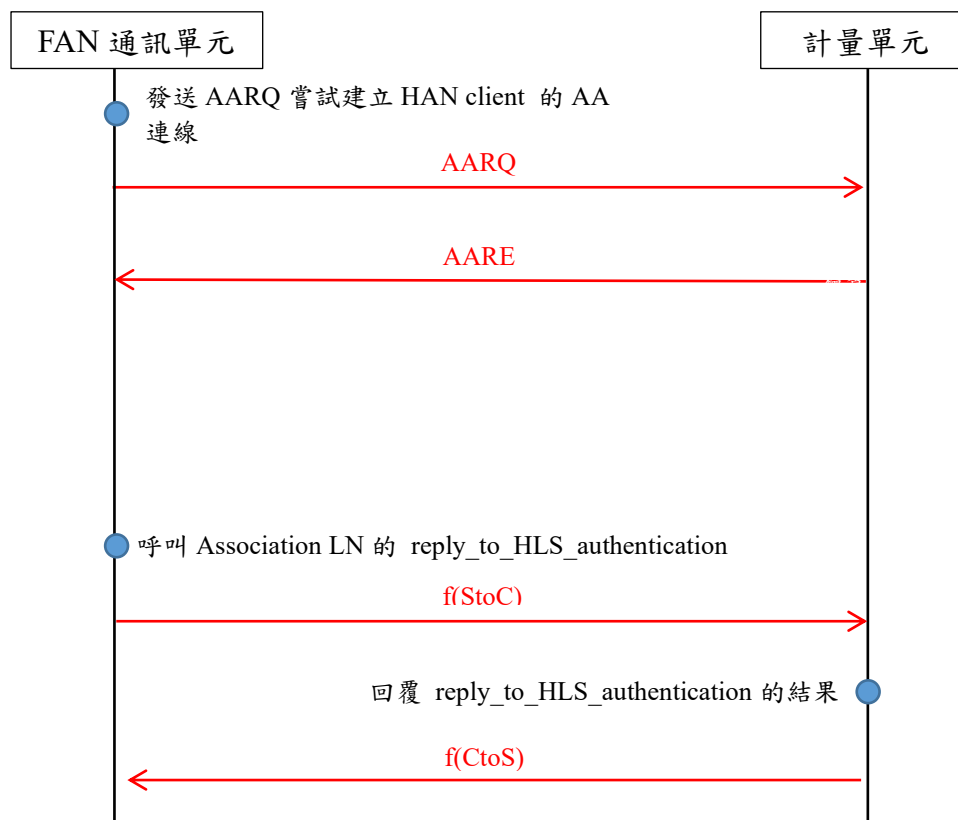 FAN 通訊單元
計量單元
發送 AARQ 嘗試建立 HAN client 的 AA
連線
AARQ
AARE
呼叫 Association LN 的 reply_to_HLS_authentication
f(StoC)
回覆 reply_to_HLS_authentication 的結果
f(CtoS)